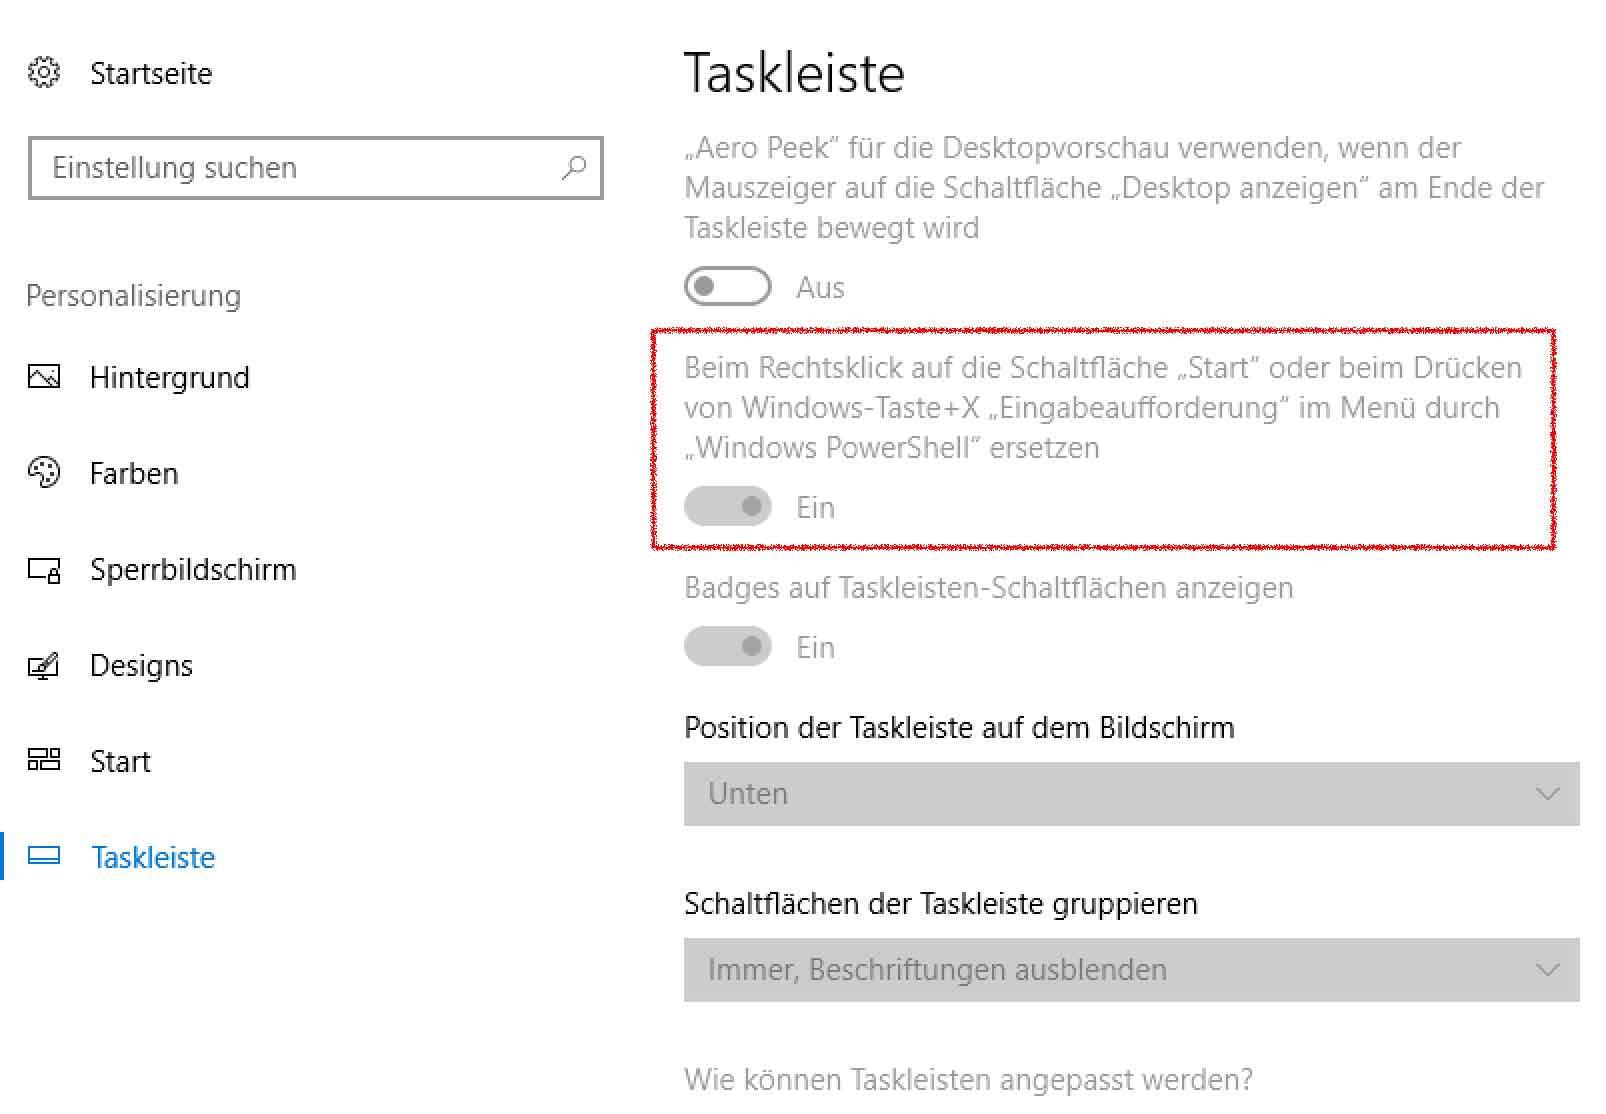 Startseite
Einstellung suchen
Personalisierung
Hintergrund
Farben
Sperrbildschirm
Designs
Start
Taskleiste
Taskleiste
„Aero Peek“ für die Desktopvorschau verwenden, wenn der
Mauszeiger auf die Schaltfläche „Desktop anzeigen“ am Ende der
Taskleiste bewegt wird
Aus
Beim Rechtsklick auf die Schaltfläche „Start“ oder beim Drücken
von Windows-Taste+X „Eingabeaufforderung“ im Menü durch
„Windows PowerShell“ ersetzen
Ein
Badges auf Taskleisten-Schaltflächen anzeigen
Ein
Position der Taskleiste auf dem Bildschirm
Unten
Schaltflächen der Taskleiste gruppieren
Immer, Beschriftungen ausblenden
Wie können Taskleisten angepasst werden?